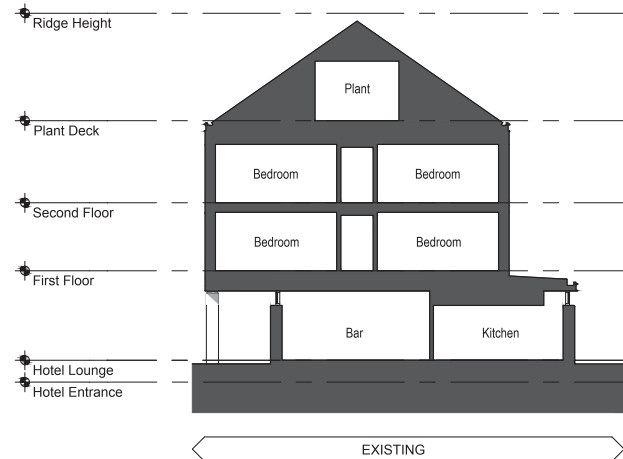 Ridge Height
Plant
Plant Deck
Bedroom Bedroom
Second Floor
Bedroom Bedroom
First Floor
Bar Kitchen
Hotel Lounge
Hotel Entrance
EXISTING